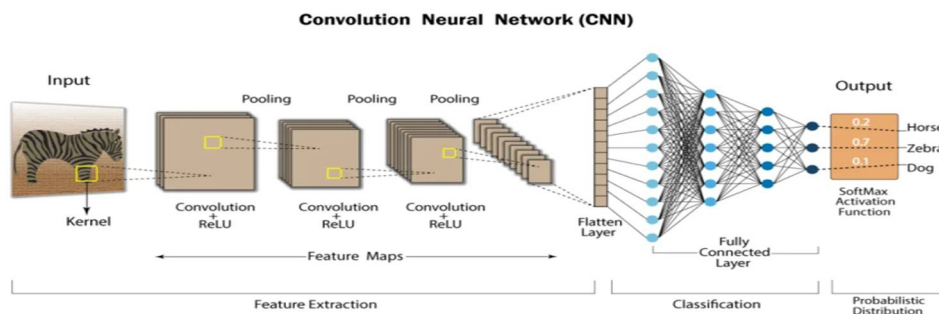 Convolution Neural Network (CNN)
Input
Pooling
Pooling
Pooling
Output
0.2
Horse
0.7
Zebra
0.1
Dog
Kernel
Convolution
+
ReLU
Convolution
+
ReLU
Convolution
+
ReLU
Flatten
Layer
SoftMax
Activation
Function
Fully
Connected
Layer
Feature Maps
Feature Extraction
Classification
Probabilistic
Distribution